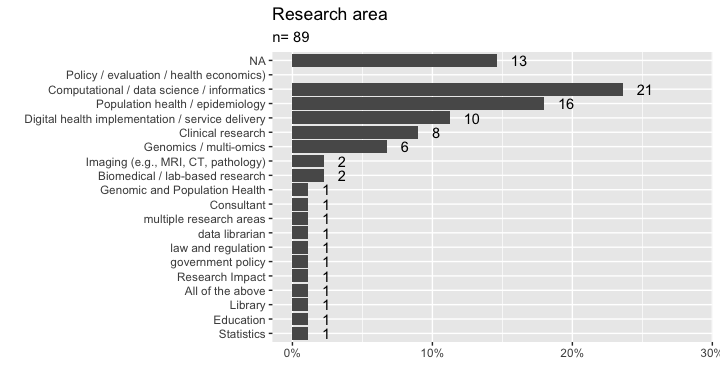 Research area
n= 89
NA 13
Policy / evaluation / health economics)
Computational / data science / informatics 21
Population health / epidemiology 16
Digital health implementation / service delivery 10
Clinical research 8
Genomics / multi-omics 6
Imaging (e.g., MRI, CT, pathology) 2
Biomedical / lab-based research 2
Genomic and Population Health 1
Consultant 1
multiple research areas 1
data librarian 1
law and regulation 1
government policy 1
Research Impact 1
All of the above 1
Library 1
Education 1
Statistics 1
0% 10% 20% 30%